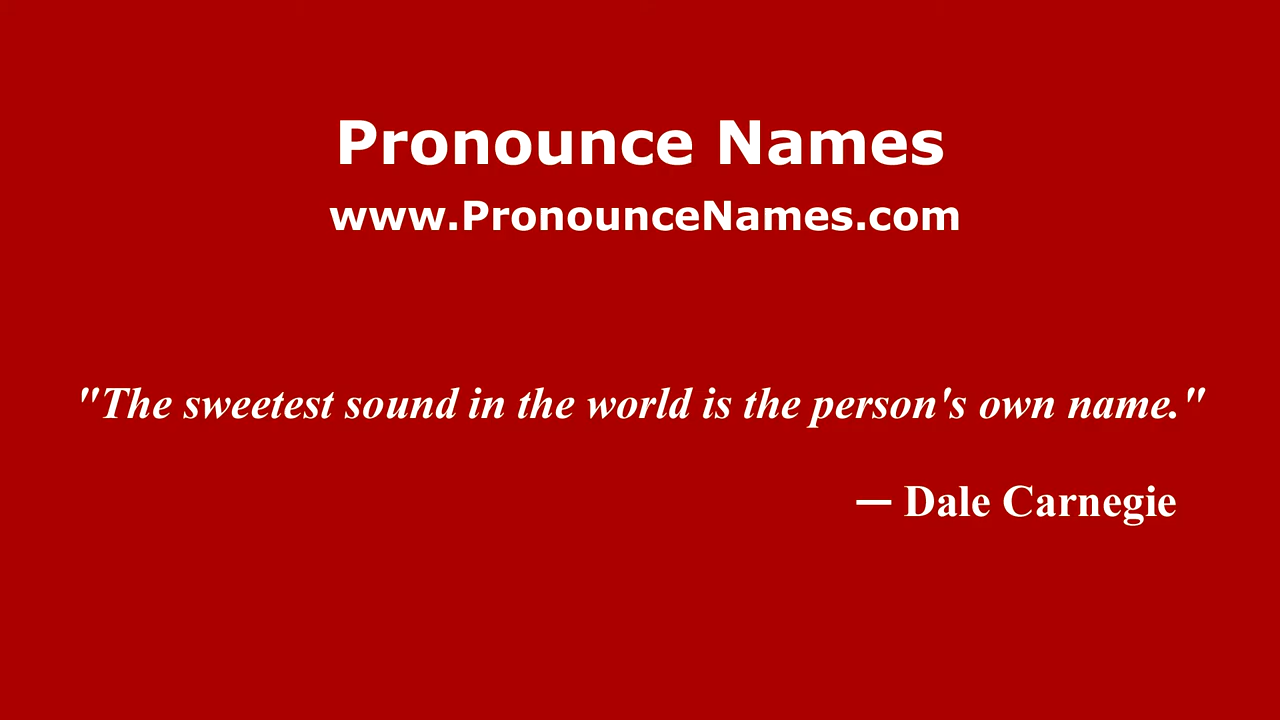 Pronounce Names
www.PronounceNames.com
"The sweetest sound in the world is the person's own name."
— Dale Carnegie